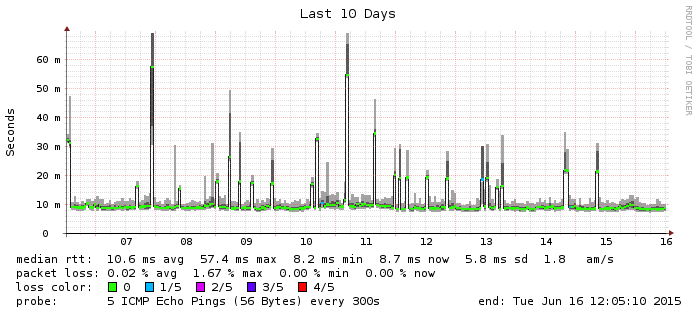 Last 10 Days
RRDTOOL / TOBI OETIKER
Seconds
60 m
50 m
40 m
30 m
20 m
10 m
0
07 08 09 10 11 12 13 14 15 16
median rtt: 10.6 ms avg 57.4 ms max 8.2 ms min 8.7 ms now 5.8 ms sd 1.8 am/s
packet loss: 0.02 % avg 1.67 % max 0.00 % min 0.00 % now
loss color: 0 1/5 2/5 3/5 4/5
probe: 5 ICMP Echo Pings (56 Bytes) every 300s end: Tue Jun 16 12:05:10 2015